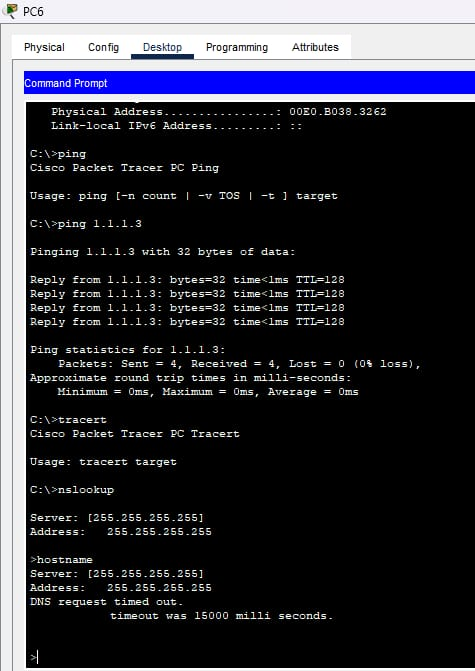 PC6
Physical Config Desktop Programming Attributes
Command Prompt
Physical Address................: 00E0.B038.3262
Link-local IPv6 Address.........: ::
C:\>ping
Cisco Packet Tracer PC Ping
Usage: ping [-n count | -v TOS | -t ] target
C:\>ping 1.1.1.3
Pinging 1.1.1.3 with 32 bytes of data:
Reply from 1.1.1.3: bytes=32 time<1ms TTL=128
Reply from 1.1.1.3: bytes=32 time<1ms TTL=128
Reply from 1.1.1.3: bytes=32 time<1ms TTL=128
Reply from 1.1.1.3: bytes=32 time<1ms TTL=128
Ping statistics for 1.1.1.3:
Packets: Sent = 4, Received = 4, Lost = 0 (0% loss),
Approximate round trip times in milli-seconds:
Minimum = 0ms, Maximum = 0ms, Average = 0ms
C:\>tracert
Cisco Packet Tracer PC Tracert
Usage: tracert target
C:\>nslookup
Server: [255.255.255.255]
Address: 255.255.255.255
>hostname
Server: [255.255.255.255]
Address: 255.255.255.255
DNS request timed out.
timeout was 15000 milli seconds.
>